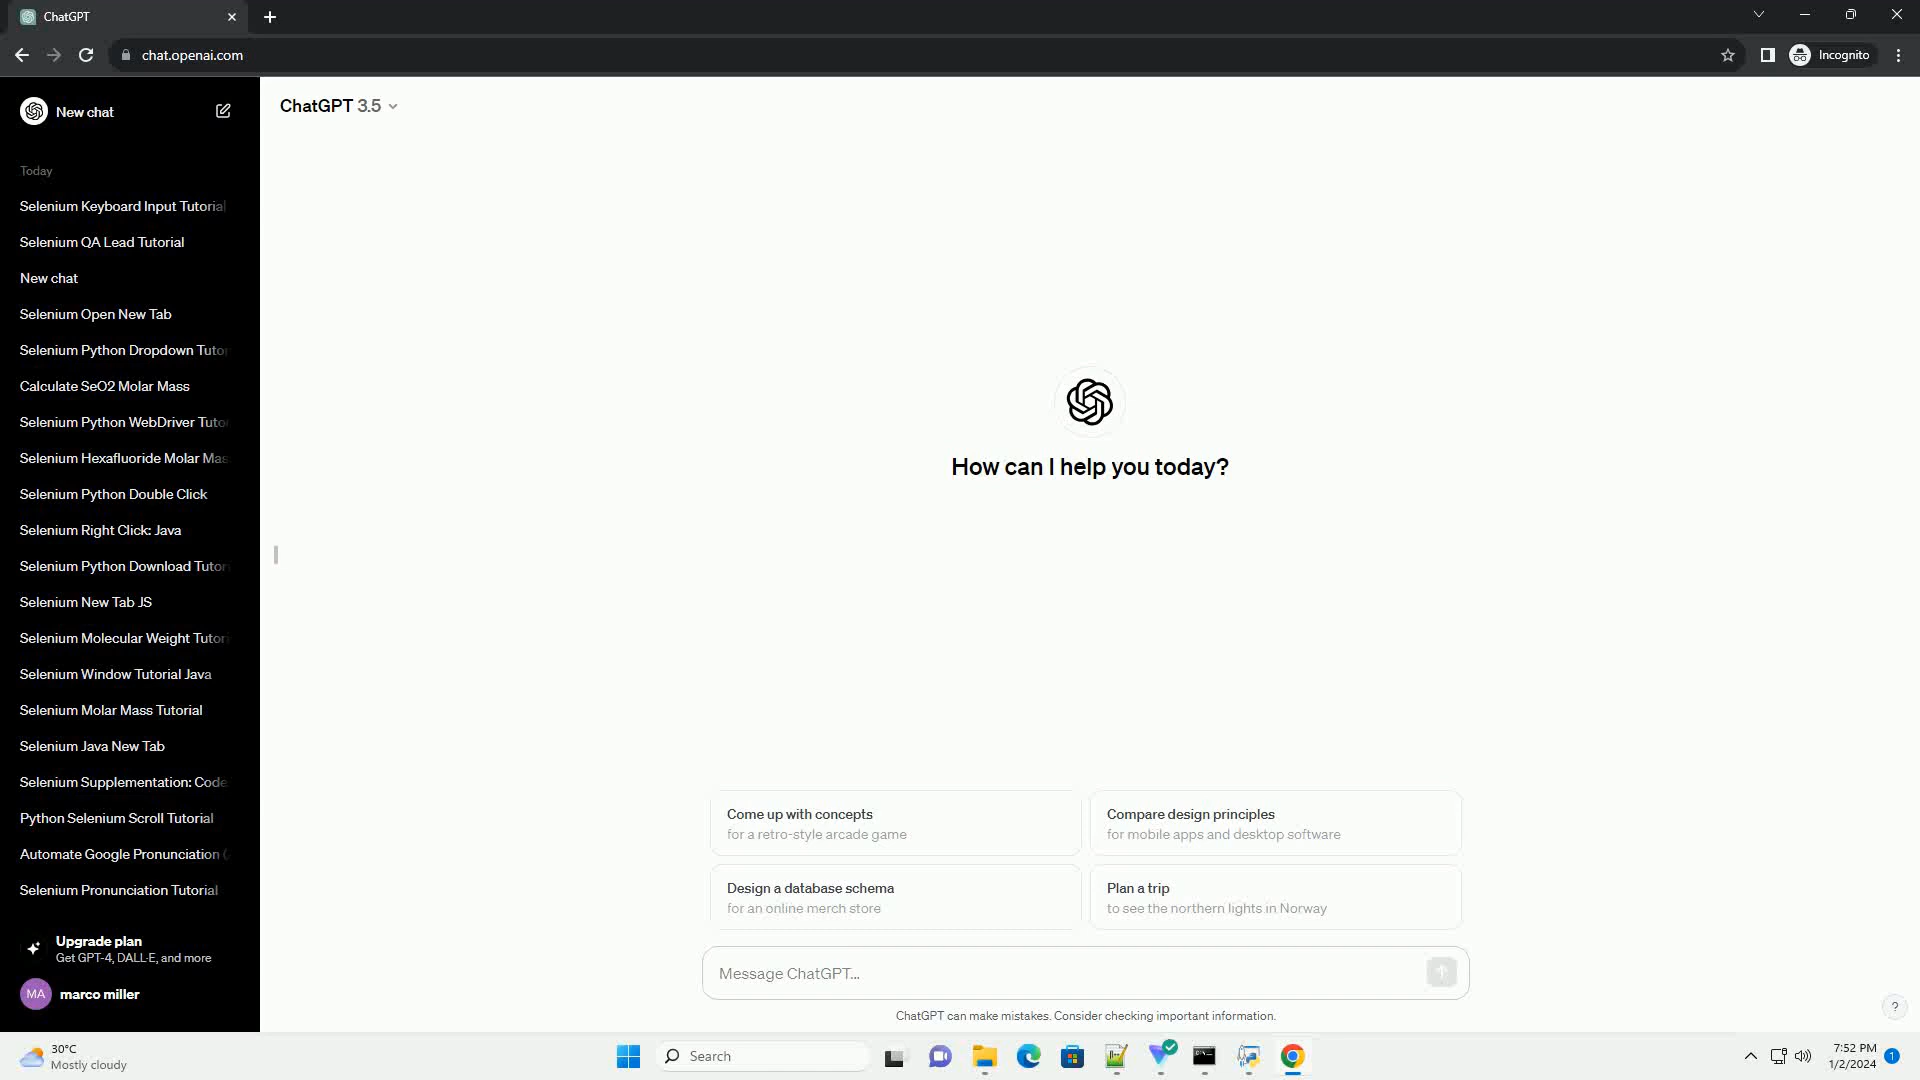 ChatGPT
chat.openai.com
Incognito
New chat
ChatGPT 3.5
Today
Selenium Keyboard Input Tutorial
Selenium QA Lead Tutorial
New chat
Selenium Open New Tab
Selenium Python Dropdown Tutor
Calculate SeO2 Molar Mass
Selenium Python WebDriver Tuto
Selenium Hexafluoride Molar Mas
Selenium Python Double Click
Selenium Right Click: Java
Selenium Python Download Tutor
Selenium New Tab JS
Selenium Molecular Weight Tutori
Selenium Window Tutorial Java
Selenium Molar Mass Tutorial
Selenium Java New Tab
Selenium Supplementation: Code
Python Selenium Scroll Tutorial
Automate Google Pronunciation (
Selenium Pronunciation Tutorial
Upgrade plan
Get GPT-4, DALL·E, and more
MA
marco miller
How can I help you today?
Come up with concepts
for a retro-style arcade game
Compare design principles
for mobile apps and desktop software
Design a database schema
for an online merch store
Plan a trip
to see the northern lights in Norway
Message ChatGPT...
ChatGPT can make mistakes. Consider checking important information.
?
30°C
Mostly cloudy
Search
7:52 PM
1/2/2024
1